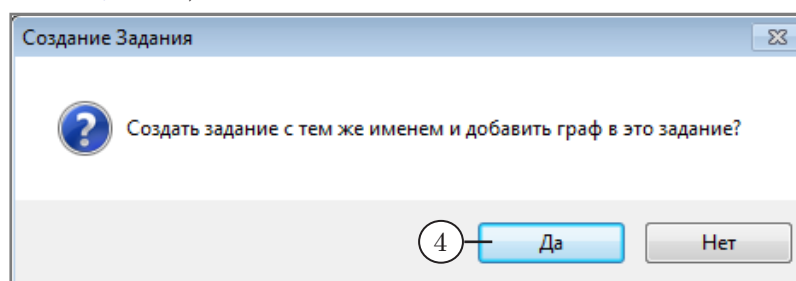 Создание Задания
Создать задание с тем же именем и добавить граф в это задание?
4 Да Нет